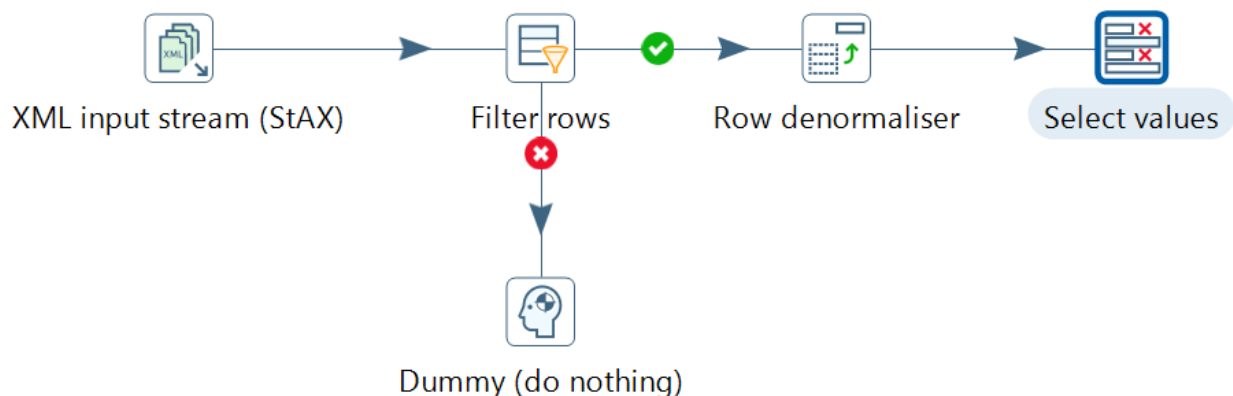 XML
XML input stream (StAX)
Filter rows
Row denormaliser
Select values
Dummy (do nothing)